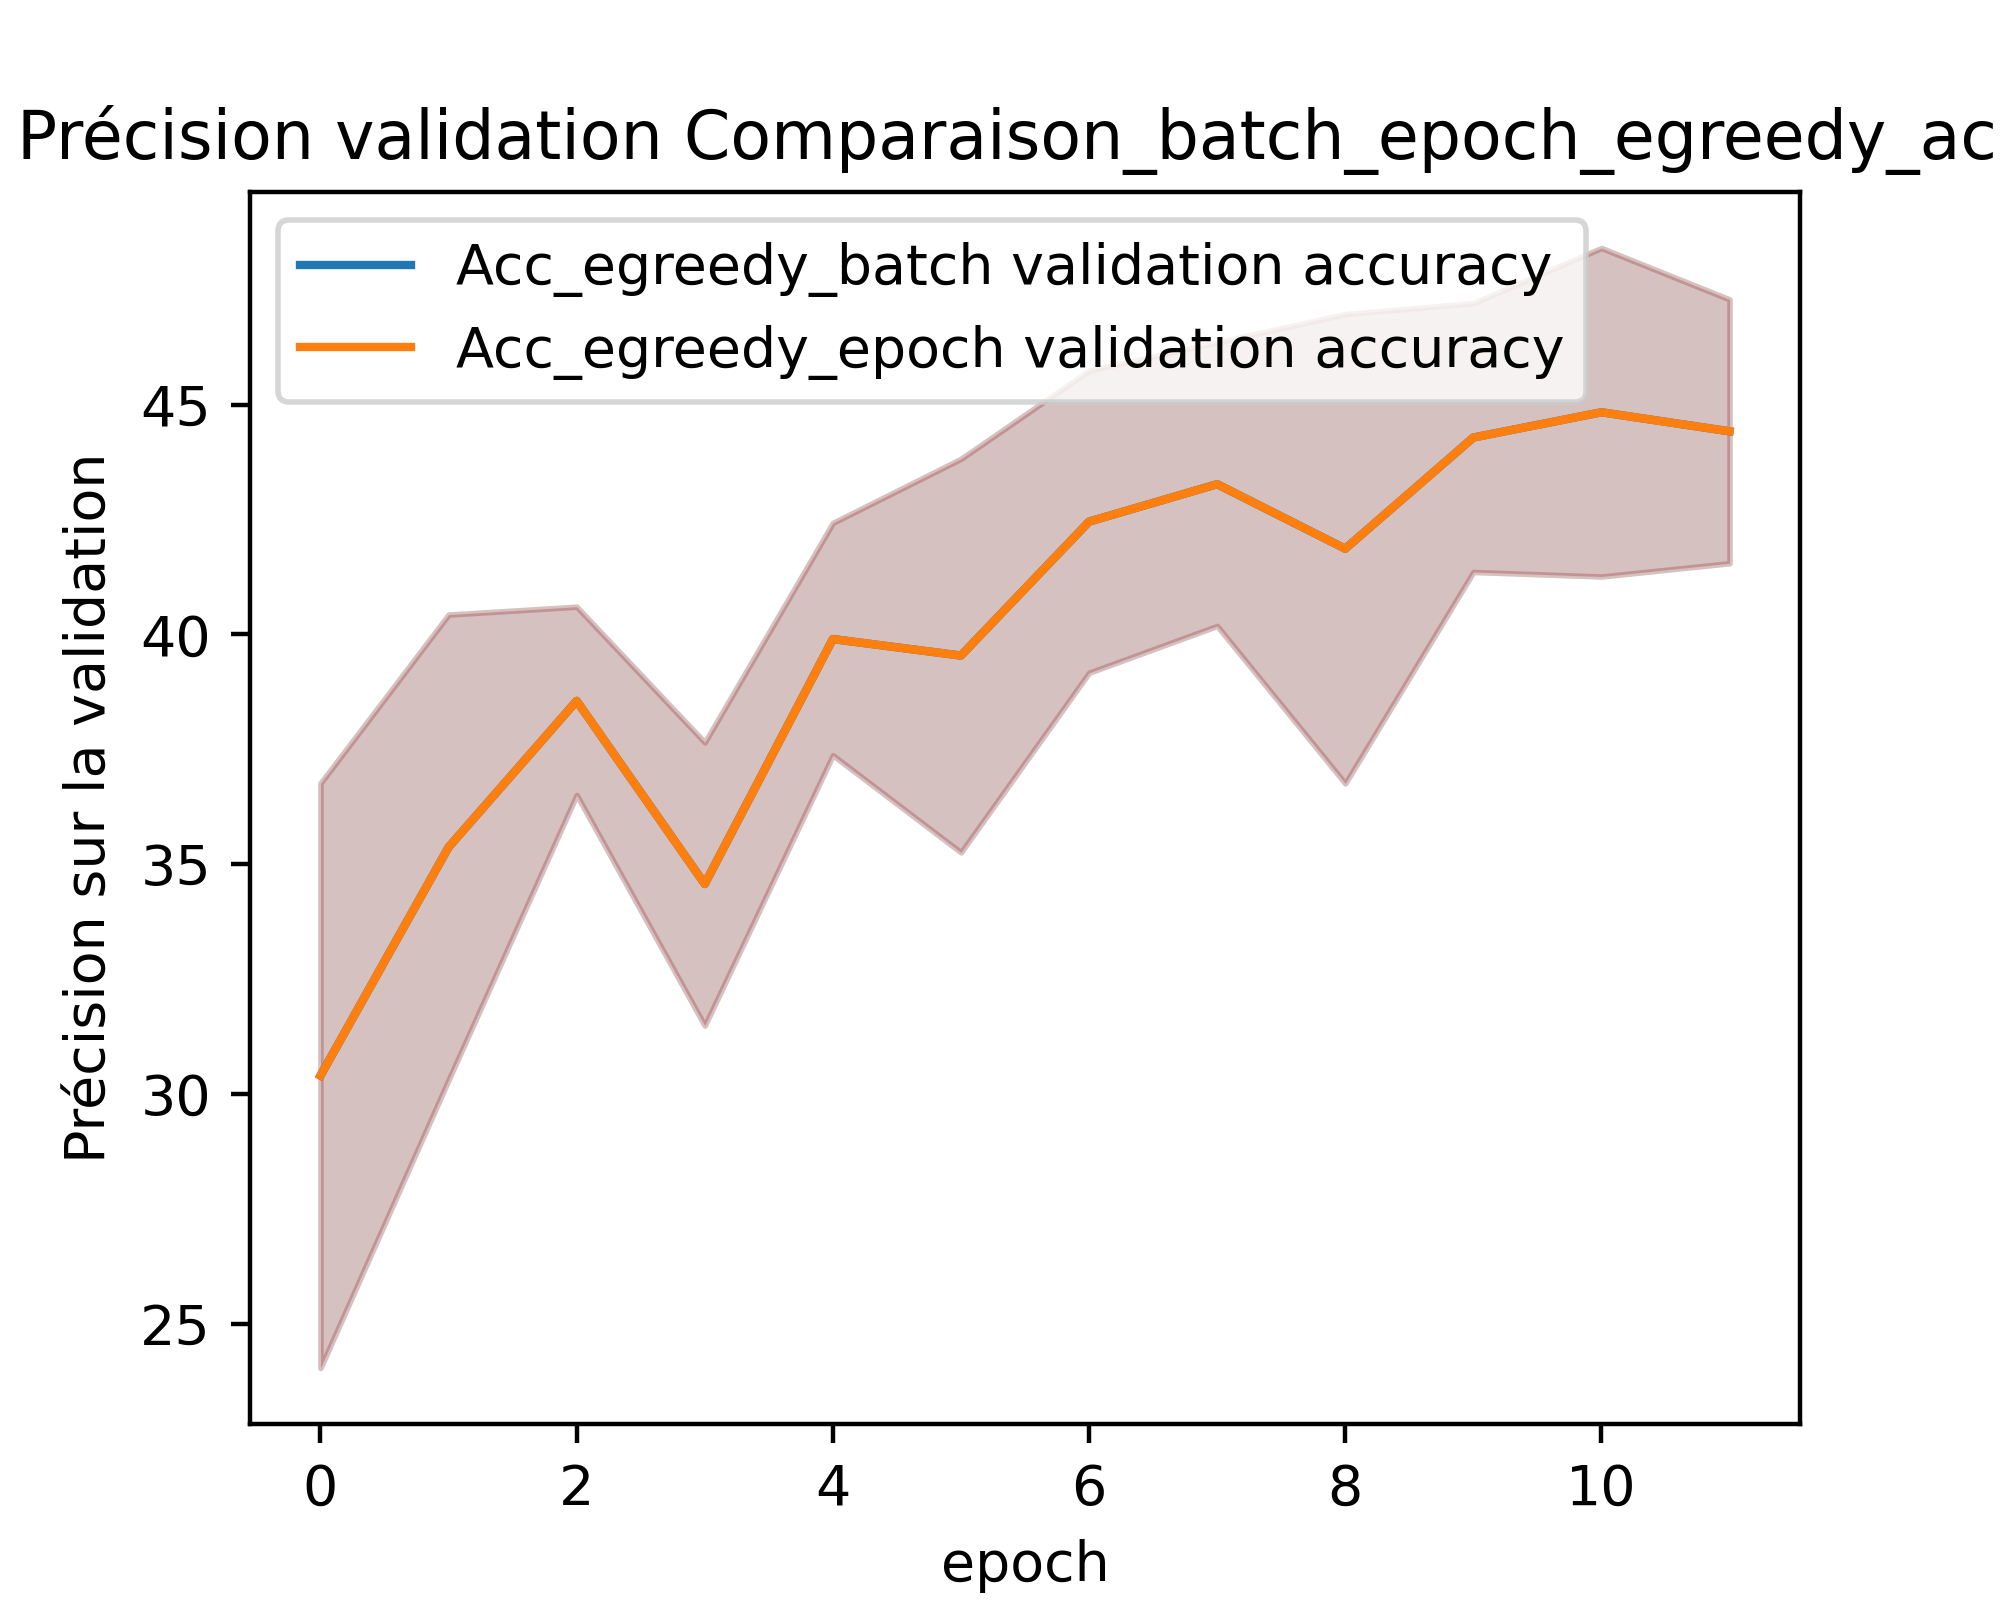 Précision validation Comparaison_batch_epoch_egreedy_ac
Acc_egreedy_batch validation accuracy
Acc_egreedy_epoch validation accuracy
Précision sur la validation
45
40
35
30
25
0 2 4 6 8 10
epoch